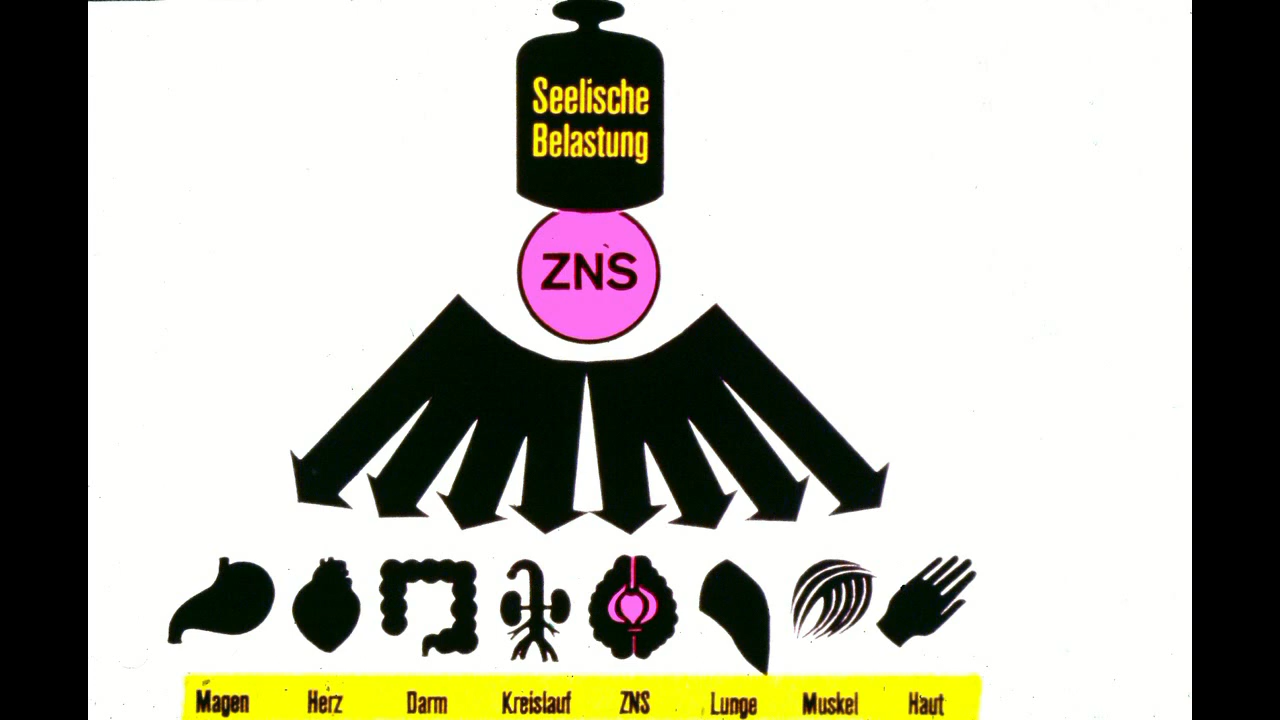 Seelische
Belastung
ZNS
Magen Herz Darm Kreislauf ZNS Lunge Muskel Haut